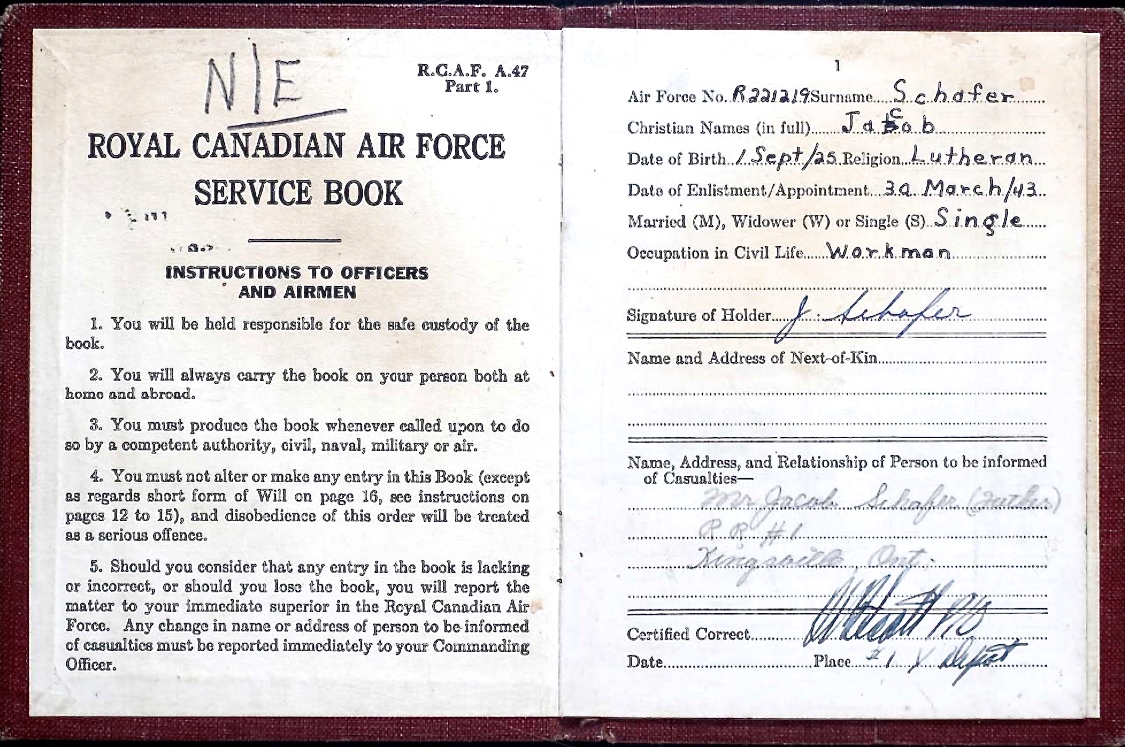 N/E
R.C.A.F. A.47
Part 1.
ROYAL CANADIAN AIR FORCE
SERVICE BOOK
INSTRUCTIONS TO OFFICERS
AND AIRMEN
1. You will be held responsible for the safe custody of the
book.
2. You will always carry the book on your person both at
home and abroad.
3. You must produce the book whenever called upon to do
so by a competent authority, civil, naval, military or air.
4. You must not alter or make any entry in this Book (except
as regards short form of Will on page 16, see instructions on
pages 12 to 15), and disobedience of this order will be treated
as a serious offence.
5. Should you consider that any entry in the book is lacking
or incorrect, or should you lose the book, you will report the
matter to your immediate superior in the Royal Canadian Air
Force. Any change in name or address of person to be informed
of casualties must be reported immediately to your Commanding
Officer.
1
Air Force No. R221219 Surname Schafer
Christian Names (in full) Jacob
Date of Birth 1 Sept/25 Religion Lutheran
Date of Enlistment/Appointment 30 March/43
Married (M), Widower (W) or Single (S) Single
Occupation in Civil Life Workman
Signature of Holder J. Schafer
Name and Address of Next-of-Kin
Name, Address, and Relationship of Person to be informed
of Casualties—
Mr. Jacob Schafer (Father)
R R #1
Kingsville Ont.
Certified Correct P/O
Date Place #1 Y Depot